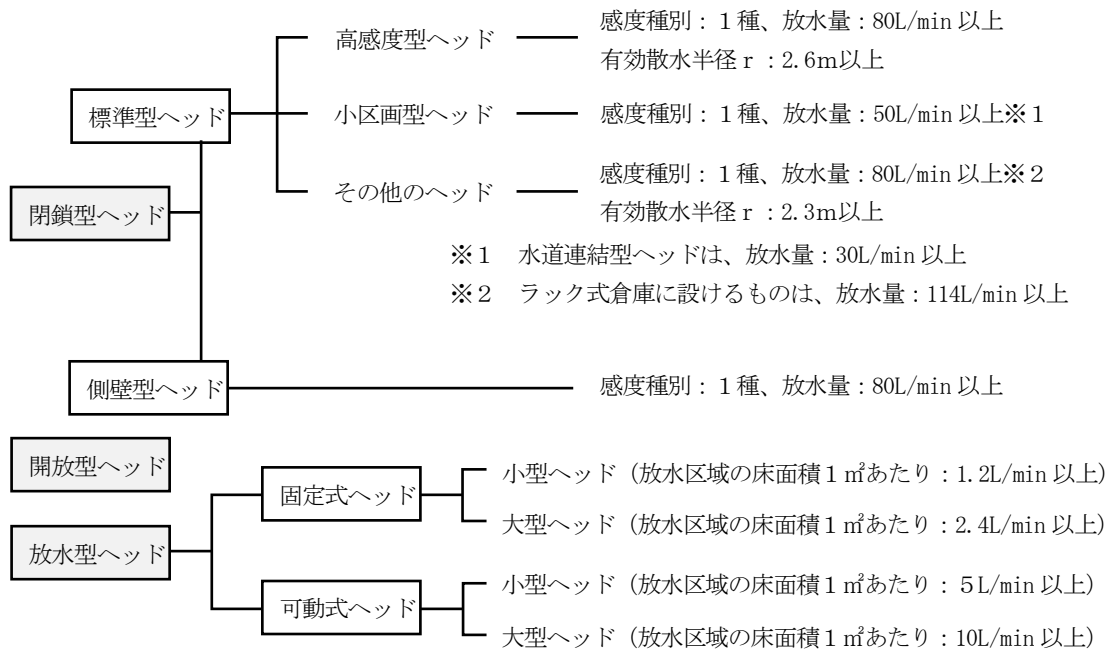 高感度型ヘッド
感度種別：１種、放水量：80L/min 以上
有効散水半径ｒ：2.6ｍ以上
標準型ヘッド
小区画型ヘッド
感度種別：１種、放水量：50L/min 以上※１
その他のヘッド
感度種別：１種、放水量：80L/min 以上※２
有効散水半径ｒ：2.3ｍ以上
閉鎖型ヘッド
※１　水道連結型ヘッドは、放水量：30L/min 以上
※２　ラック式倉庫に設けるものは、放水量：114L/min 以上
側壁型ヘッド
感度種別：１種、放水量：80L/min 以上
開放型ヘッド
放水型ヘッド
固定式ヘッド
小型ヘッド（放水区域の床面積１㎡あたり：1.2L/min 以上）
大型ヘッド（放水区域の床面積１㎡あたり：2.4L/min 以上）
可動式ヘッド
小型ヘッド（放水区域の床面積１㎡あたり：５L/min 以上）
大型ヘッド（放水区域の床面積１㎡あたり：10L/min 以上）